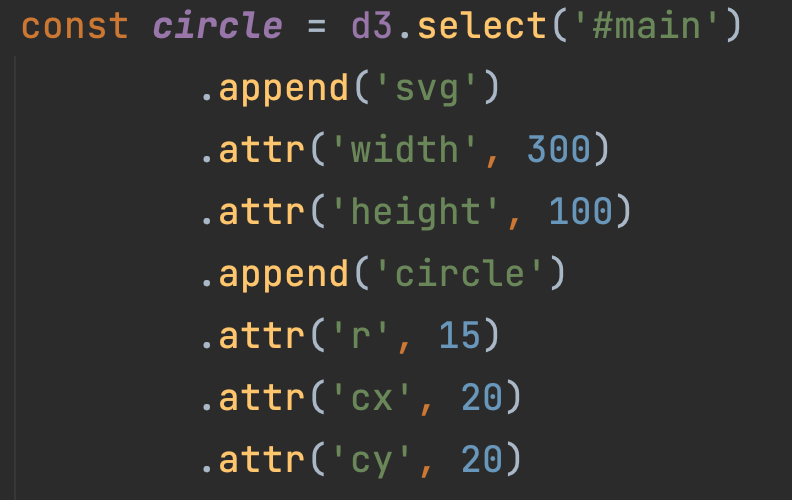 const circle = d3.select('#main')
.append('svg')
.attr('width', 300)
.attr('height', 100)
.append('circle')
.attr('r', 15)
.attr('cx', 20)
.attr('cy', 20)